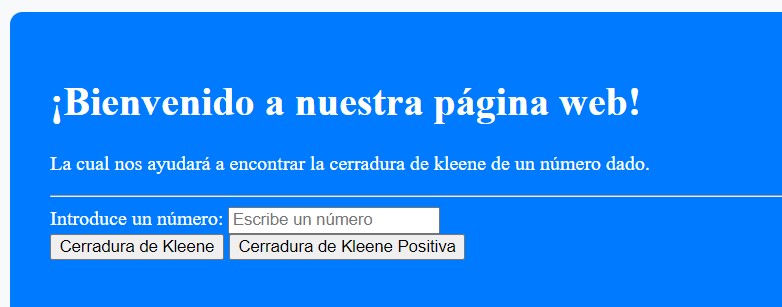 ¡Bienvenido a nuestra página web!
La cual nos ayudará a encontrar la cerradura de kleene de un número dado.
Introduce un número: Escribe un número
Cerradura de Kleene Cerradura de Kleene Positiva